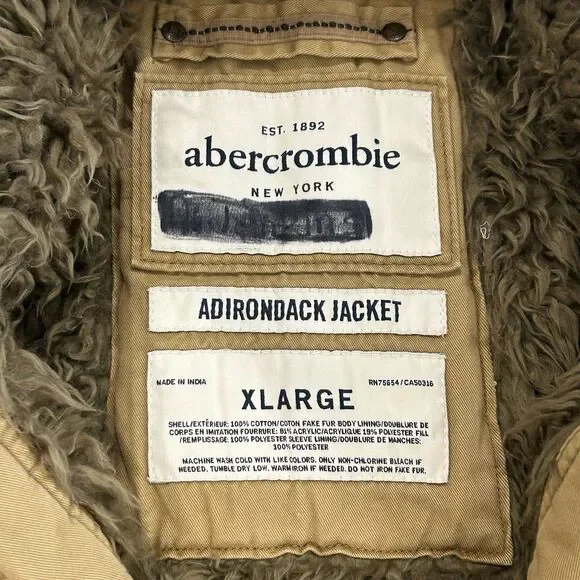 EST. 1892
abercrombie
NEW YORK
ADIRONDACK JACKET
MADE IN INDIA RN75654/CA50316
XLARGE
SHELL/EXTÉRIEUR: 100% COTTON/COTON FAKE FUR BODY LINING/DOUBLURE DE
CORPS EN IMITATION FOURRURE: 81% ACRYLIC/ACRYLIQUE 19% POLYESTER FILL
/REMPLISSAGE: 100% POLYESTER SLEEVE LINING/DOUBLURE DE MANCHES:
100% POLYESTER
MACHINE WASH COLD WITH LIKE COLORS. ONLY NON-CHLORINE BLEACH IF
NEEDED. TUMBLE DRY LOW. WARM IRON IF NEEDED. DO NOT IRON FAKE FUR.